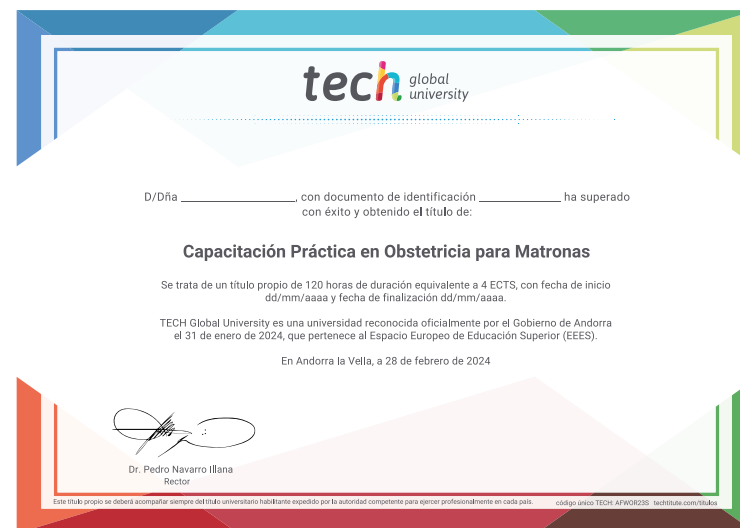 tech global university
D/Dña ____________________, con documento de identificación ______________ ha superado
con éxito y obtenido el título de:
Capacitación Práctica en Obstetricia para Matronas
Se trata de un título propio de 120 horas de duración equivalente a 4 ECTS, con fecha de inicio
dd/mm/aaaa y fecha de finalización dd/mm/aaaa.
TECH Global University es una universidad reconocida oficialmente por el Gobierno de Andorra
el 31 de enero de 2024, que pertenece al Espacio Europeo de Educación Superior (EEES).
En Andorra la Vella, a 28 de febrero de 2024
Dr. Pedro Navarro Illana
Rector
Este título propio se deberá acompañar siempre del título universitario habilitante expedido por la autoridad competente para ejercer profesionalmente en cada país. código único TECH: AFWOR23S techtitute.com/titulos